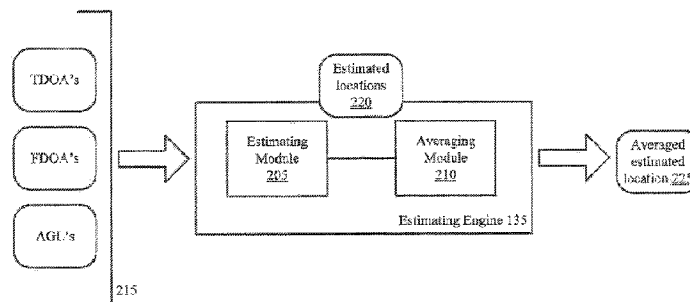 TDOA's
FDOA's
AGL's
215
Estimated
locations
220
Estimating
Module
205
Averaging
Module
210
Estimating Engine 135
Averaged
estimated
location 225